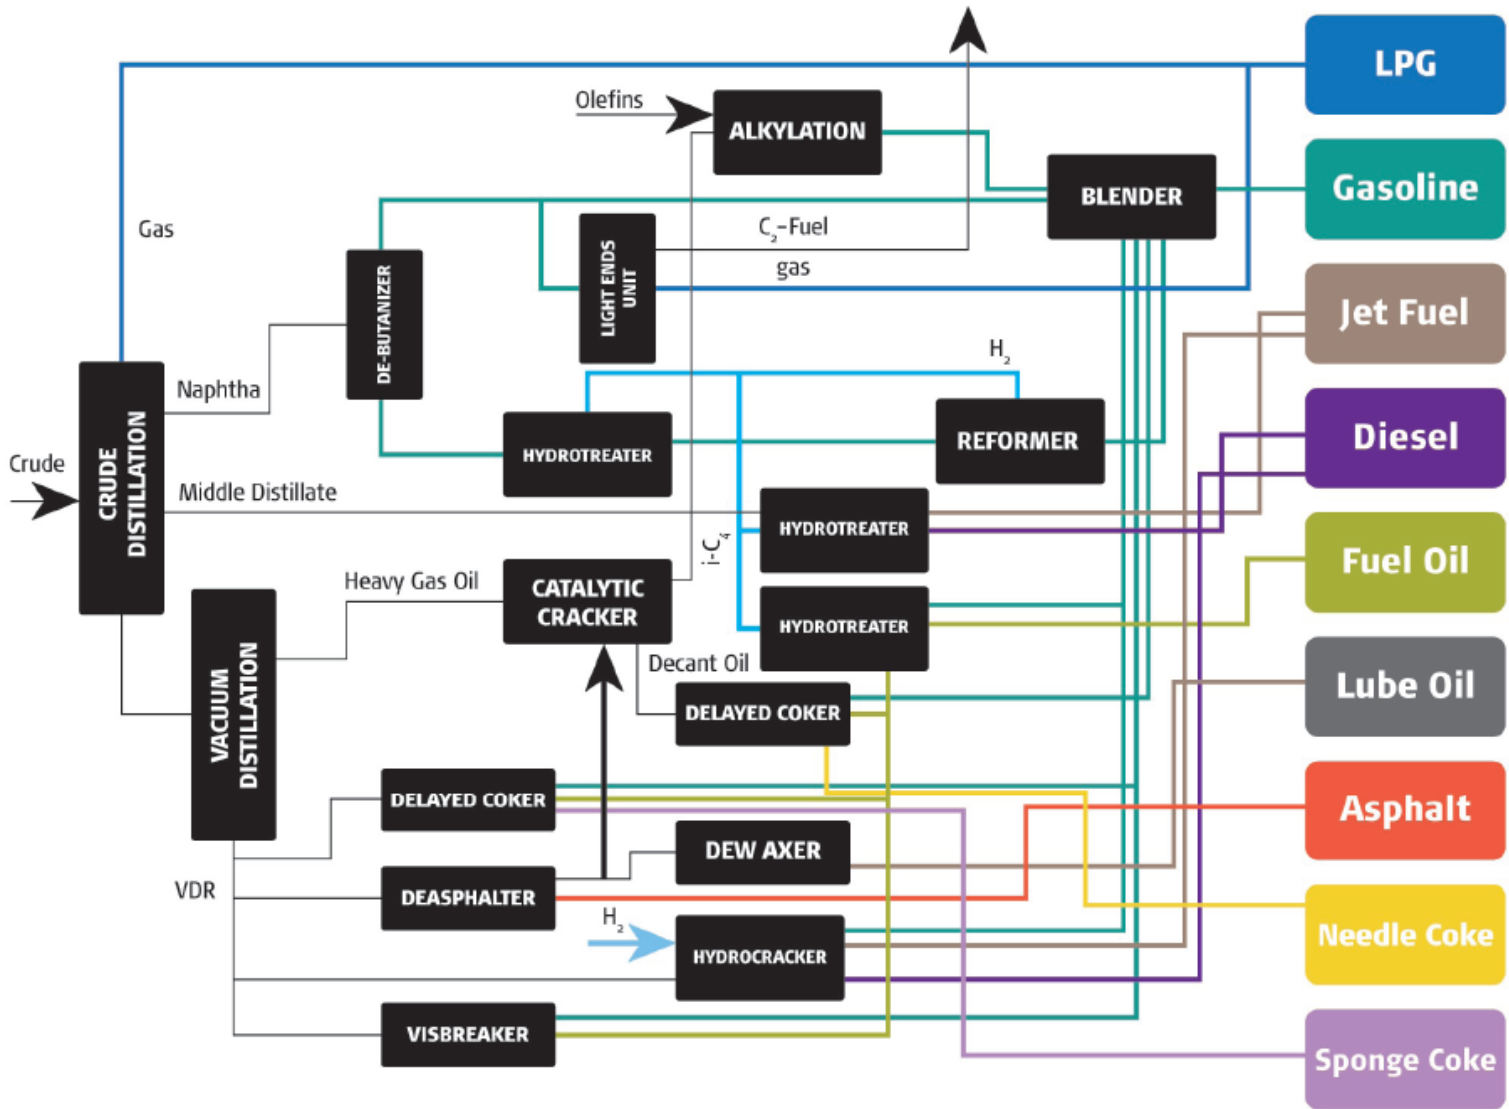 LPG
Olefins
ALKYLATION
Gasoline
BLENDER
Gas
C₂-Fuel
gas
LIGHT ENDS
UNIT
DE-BUTANIZER
Jet Fuel
H₂
Naphtha
REFORMER
Diesel
HYDROTREATER
Crude
CRUDE
DISTILLATION
Middle Distillate
HYDROTREATER
i-C₄
Fuel Oil
Heavy Gas Oil
CATALYTIC
CRACKER
HYDROTREATER
Decant Oil
Lube Oil
VACUUM
DISTILLATION
DELAYED COKER
DELAYED COKER
Asphalt
DEW AXER
VDR
DEASPHALTER
H₂
HYDROCRACKER
Needle Coke
VISBREAKER
Sponge Coke